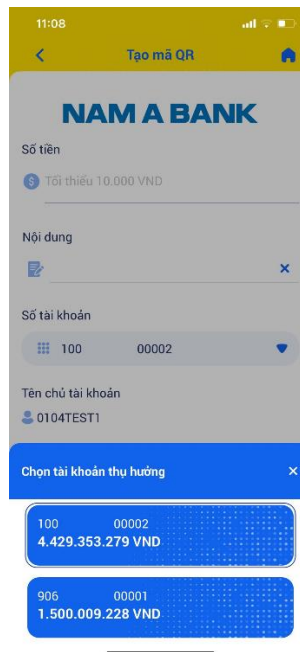 11:08
Tạo mã QR
NAM A BANK
Số tiền
Tối thiểu 10.000 VND
Nội dung
Số tài khoản
100 00002
Tên chủ tài khoản
0104TEST1
Chọn tài khoản thụ hưởng
100 00002
4.429.353.279 VND
906 00001
1.500.009.228 VND